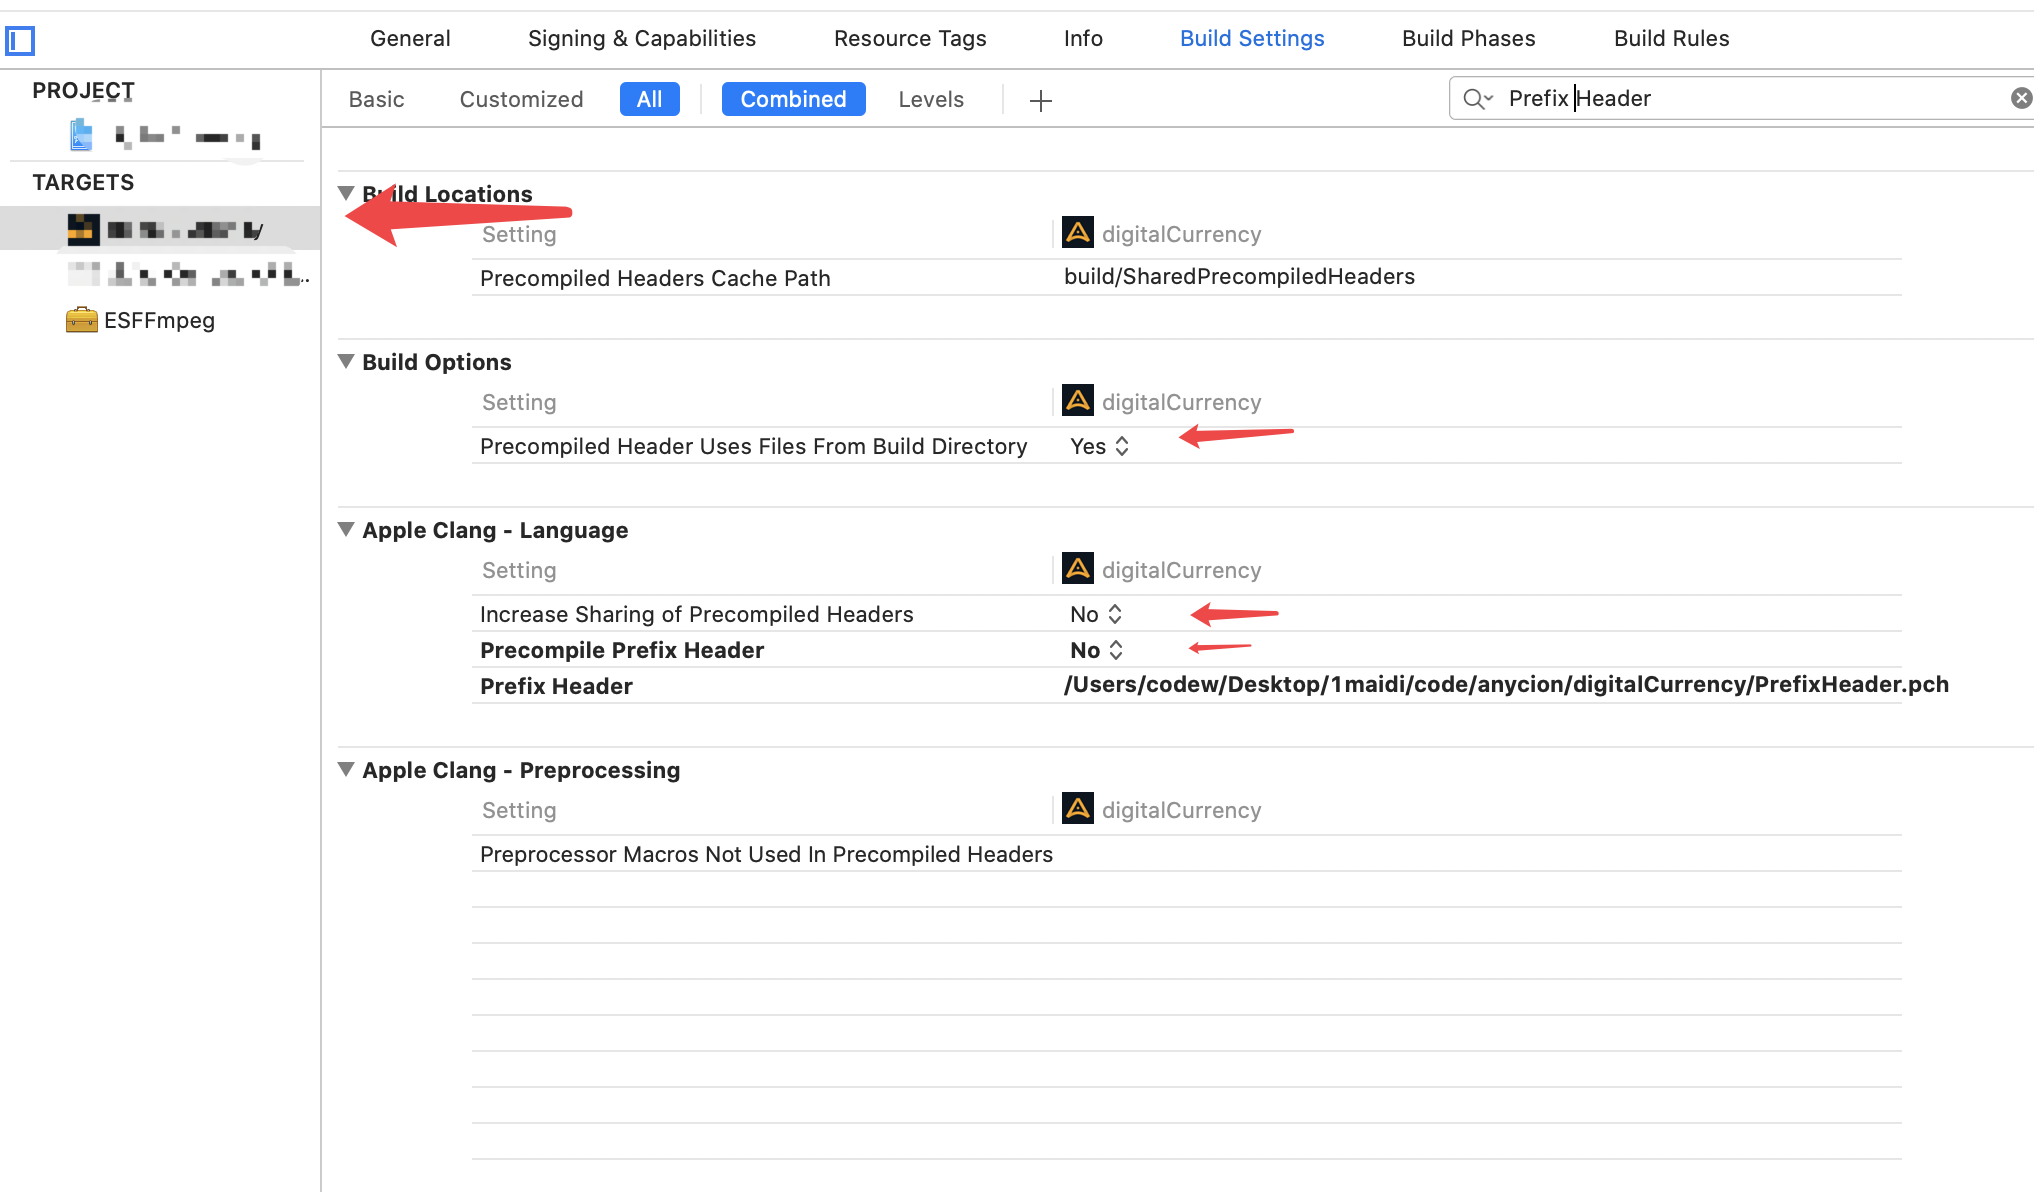 General Signing & Capabilities Resource Tags Info Build Settings Build Phases Build Rules
PROJECT
Basic Customized All Combined Levels Prefix Header
TARGETS
ESFFmpeg
Build Locations
Setting digitalCurrency
Precompiled Headers Cache Path build/SharedPrecompiledHeaders
Build Options
Setting digitalCurrency
Precompiled Header Uses Files From Build Directory Yes
Apple Clang - Language
Setting digitalCurrency
Increase Sharing of Precompiled Headers No
Precompile Prefix Header No
Prefix Header /Users/codew/Desktop/1maidi/code/anycion/digitalCurrency/PrefixHeader.pch
Apple Clang - Preprocessing
Setting digitalCurrency
Preprocessor Macros Not Used In Precompiled Headers